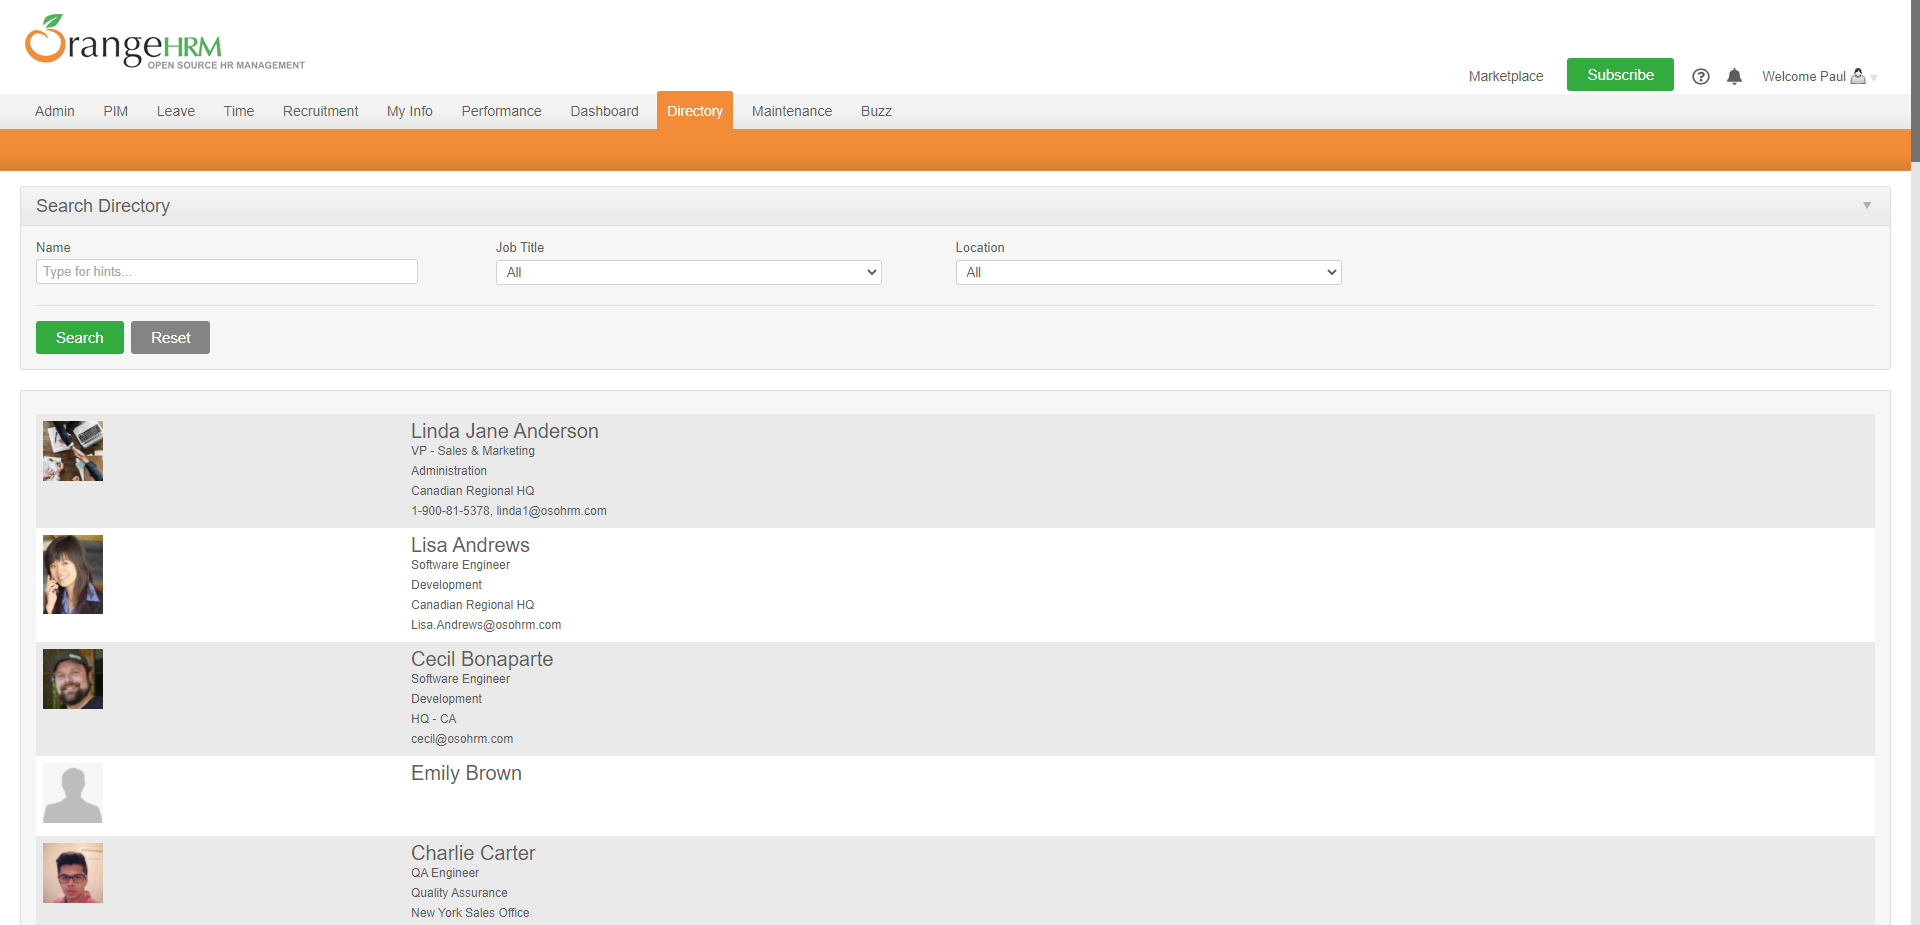 OrangeHRM
OPEN SOURCE HR MANAGEMENT
Marketplace Subscribe Welcome Paul
Admin PIM Leave Time Recruitment My Info Performance Dashboard Directory Maintenance Buzz
Search Directory
Name Job Title Location
Type for hints... All All
Search Reset
Linda Jane Anderson
VP - Sales & Marketing
Administration
Canadian Regional HQ
1-900-81-5378, linda1@osohrm.com
Lisa Andrews
Software Engineer
Development
Canadian Regional HQ
Lisa.Andrews@osohrm.com
Cecil Bonaparte
Software Engineer
Development
HQ - CA
cecil@osohrm.com
Emily Brown
Charlie Carter
QA Engineer
Quality Assurance
New York Sales Office